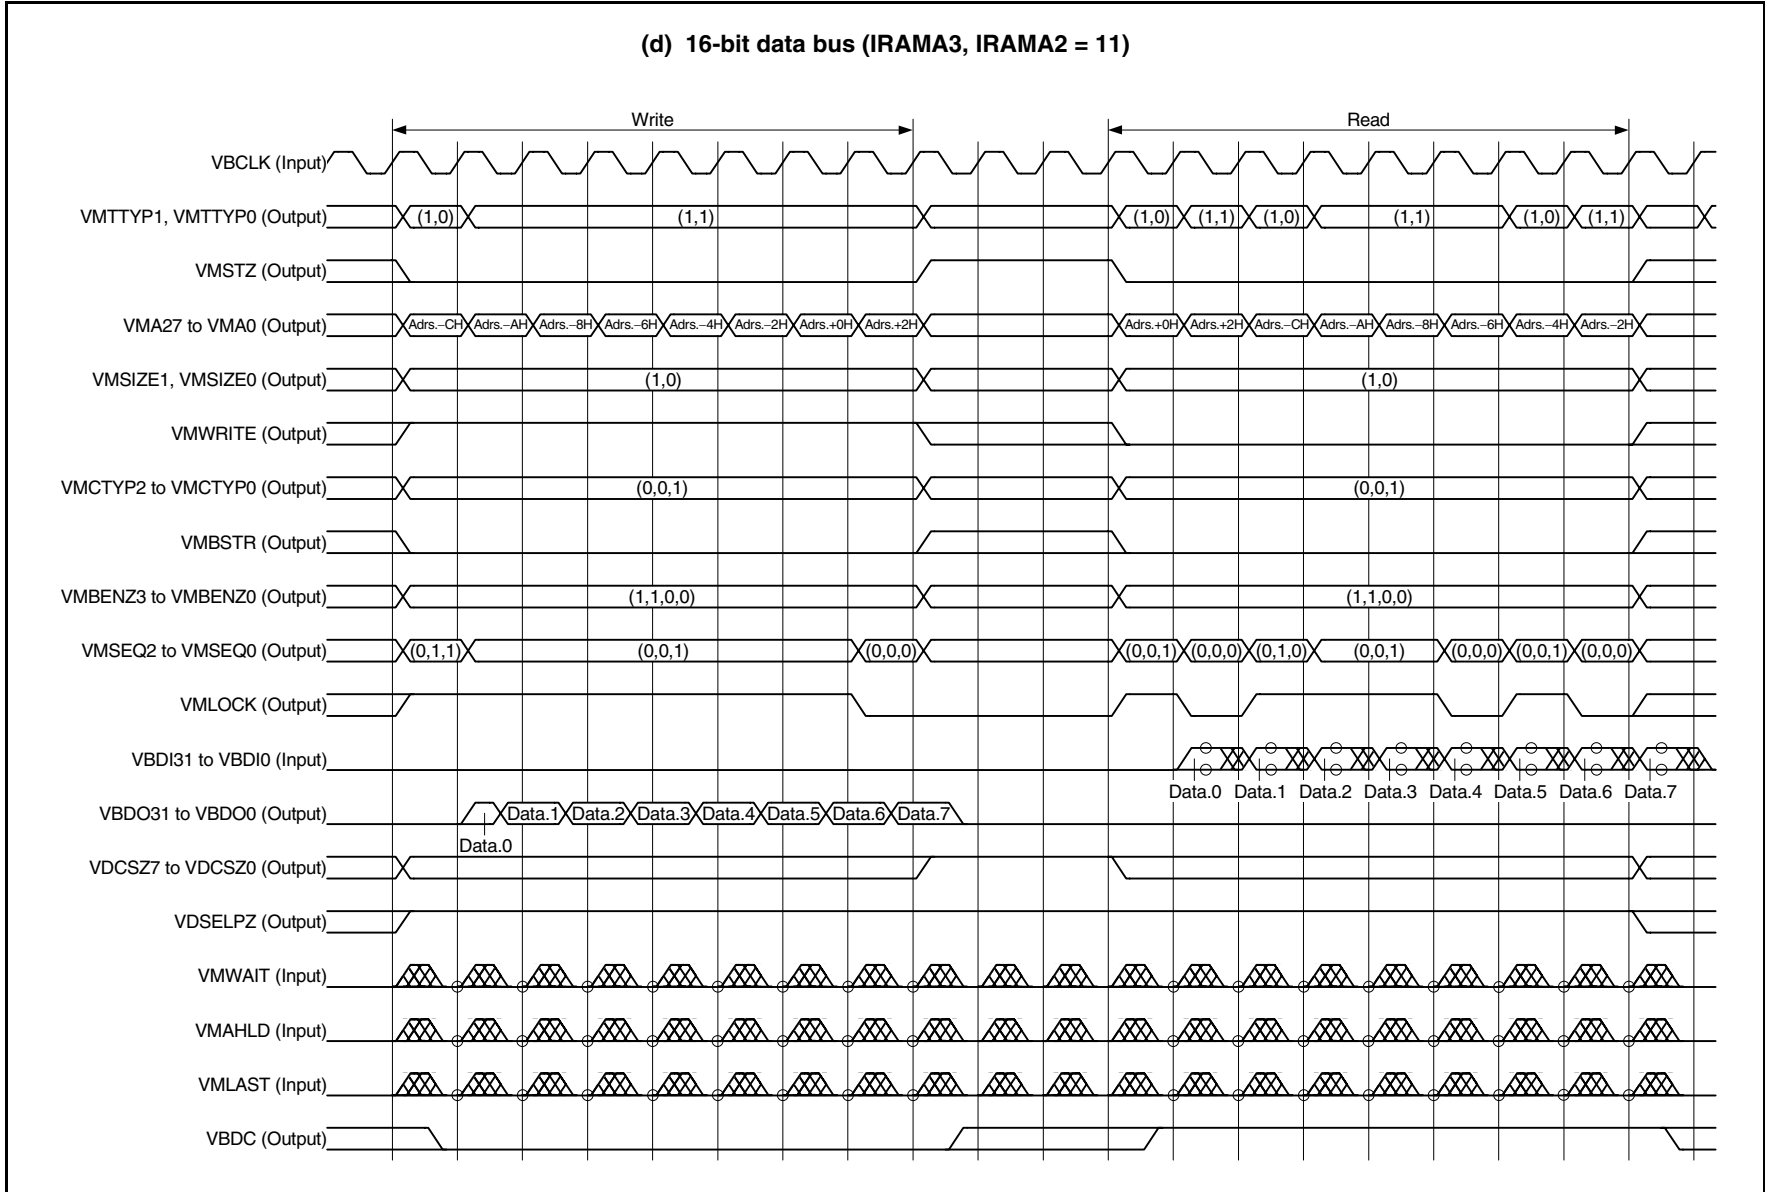 (d) 16-bit data bus (IRAMA3, IRAMA2 = 11)
Write
Read
VBCLK (Input)
VMTTYP1, VMTTYP0 (Output)
(1,0)
(1,1)
(1,0)
(1,1)
(1,0)
(1,1)
(1,0)
(1,1)
VMSTZ (Output)
VMA27 to VMA0 (Output)
Adrs.–CH
Adrs.–AH
Adrs.–8H
Adrs.–6H
Adrs.–4H
Adrs.–2H
Adrs.+0H
Adrs.+2H
Adrs.+0H
Adrs.+2H
Adrs.–CH
Adrs.–AH
Adrs.–8H
Adrs.–6H
Adrs.–4H
Adrs.–2H
VMSIZE1, VMSIZE0 (Output)
(1,0)
(1,0)
VMWRITE (Output)
VMCTYP2 to VMCTYP0 (Output)
(0,0,1)
(0,0,1)
VMBSTR (Output)
VMBENZ3 to VMBENZ0 (Output)
(1,1,0,0)
(1,1,0,0)
VMSEQ2 to VMSEQ0 (Output)
(0,1,1)
(0,0,1)
(0,0,0)
(0,0,1)
(0,0,0)
(0,1,0)
(0,0,1)
(0,0,0)
(0,0,1)
(0,0,0)
VMLOCK (Output)
VBDI31 to VBDI0 (Input)
Data.0
Data.1
Data.2
Data.3
Data.4
Data.5
Data.6
Data.7
VBDO31 to VBDO0 (Output)
Data.1
Data.2
Data.3
Data.4
Data.5
Data.6
Data.7
Data.0
VDCSZ7 to VDCSZ0 (Output)
VDSELPZ (Output)
VMWAIT (Input)
VMAHLD (Input)
VMLAST (Input)
VBDC (Output)